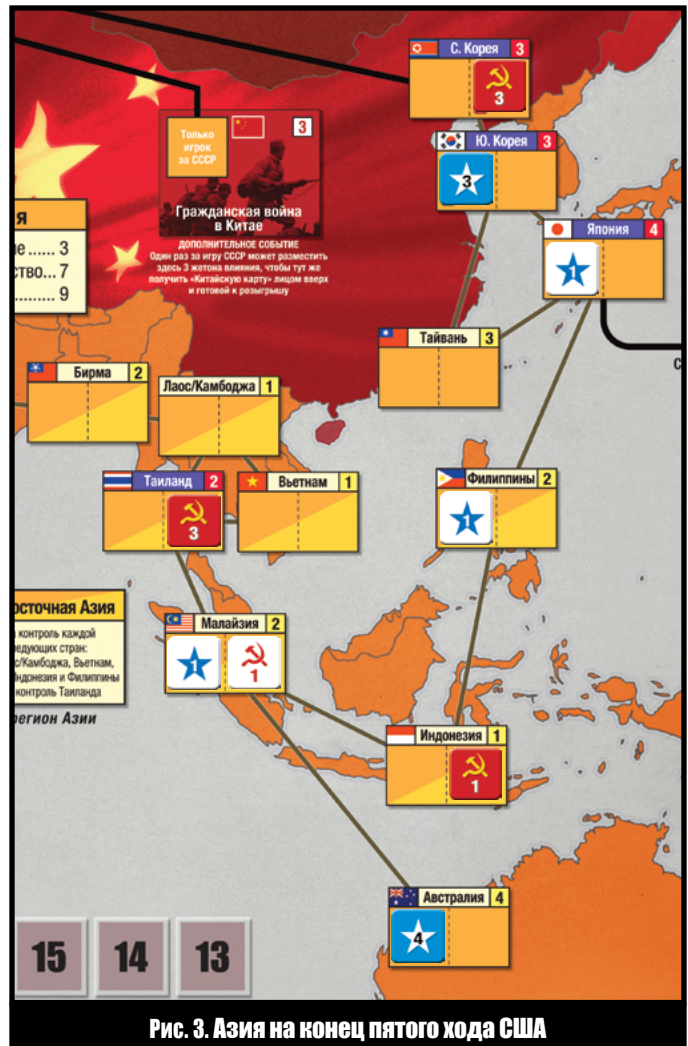 С. Корея 3
3
Ю. Корея 3
3
Япония 4
1
Только
игрок
за СССР
3
Гражданская война
в Китае
ДОПОЛНИТЕЛЬНОЕ СОБЫТИЕ
Один раз за игру СССР может разместить
здесь 3 жетона влияния, чтобы тут же
получить «Китайскую карту» лицом вверх
и готовой к розыгрышу
я
ие ...... 3
ство... 7
.......... 9
Тайвань 3
С
Бирма 2
Лаос/Камбоджа 1
Таиланд 2
3
Вьетнам 1
Филиппины 2
1
осточная Азия
а контроль каждой
ледующих стран:
ос/Камбоджа, Вьетнам,
Индонезия и Филиппины
контроль Таиланда
регион Азии
Малайзия 2
1 1
Индонезия 1
1
Австралия 4
4
15 14 13
Рис. 3. Азия на конец пятого хода США